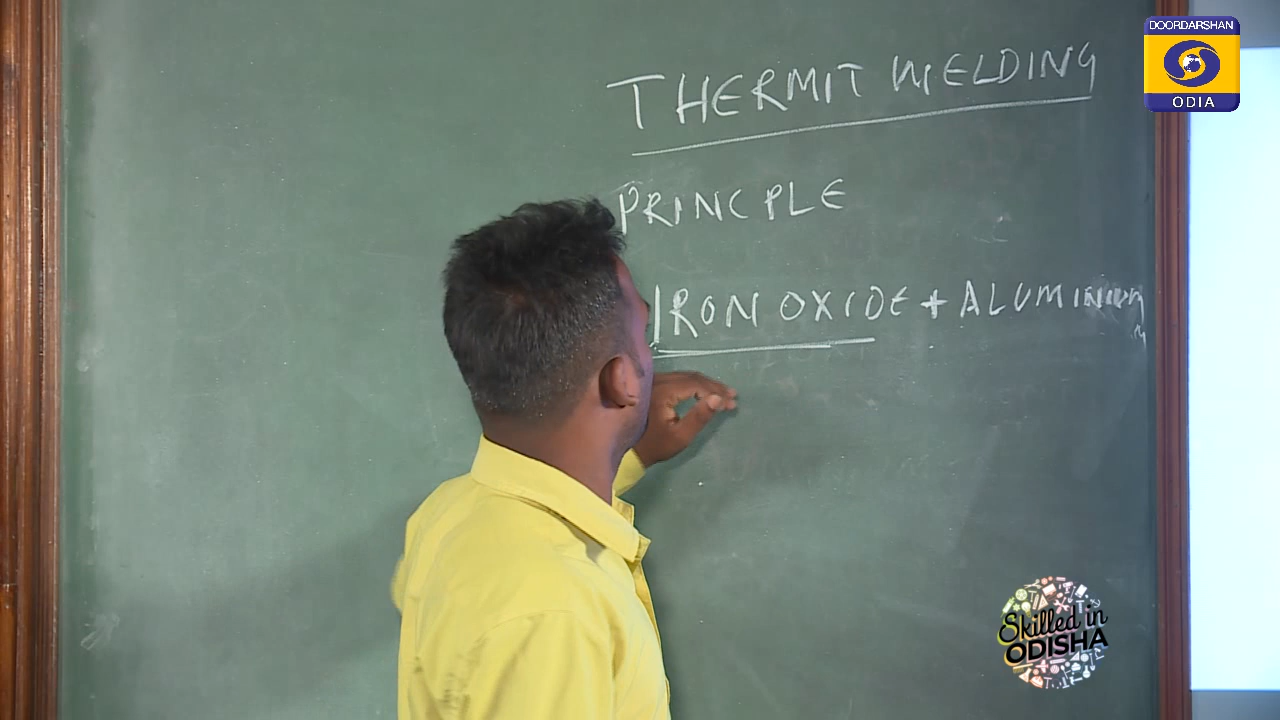 THERMIT WELDING
PRINCIPLE
IRON OXIDE + ALUMINIUM
DOORDARSHAN
ODIA
Skilled in
ODISHA